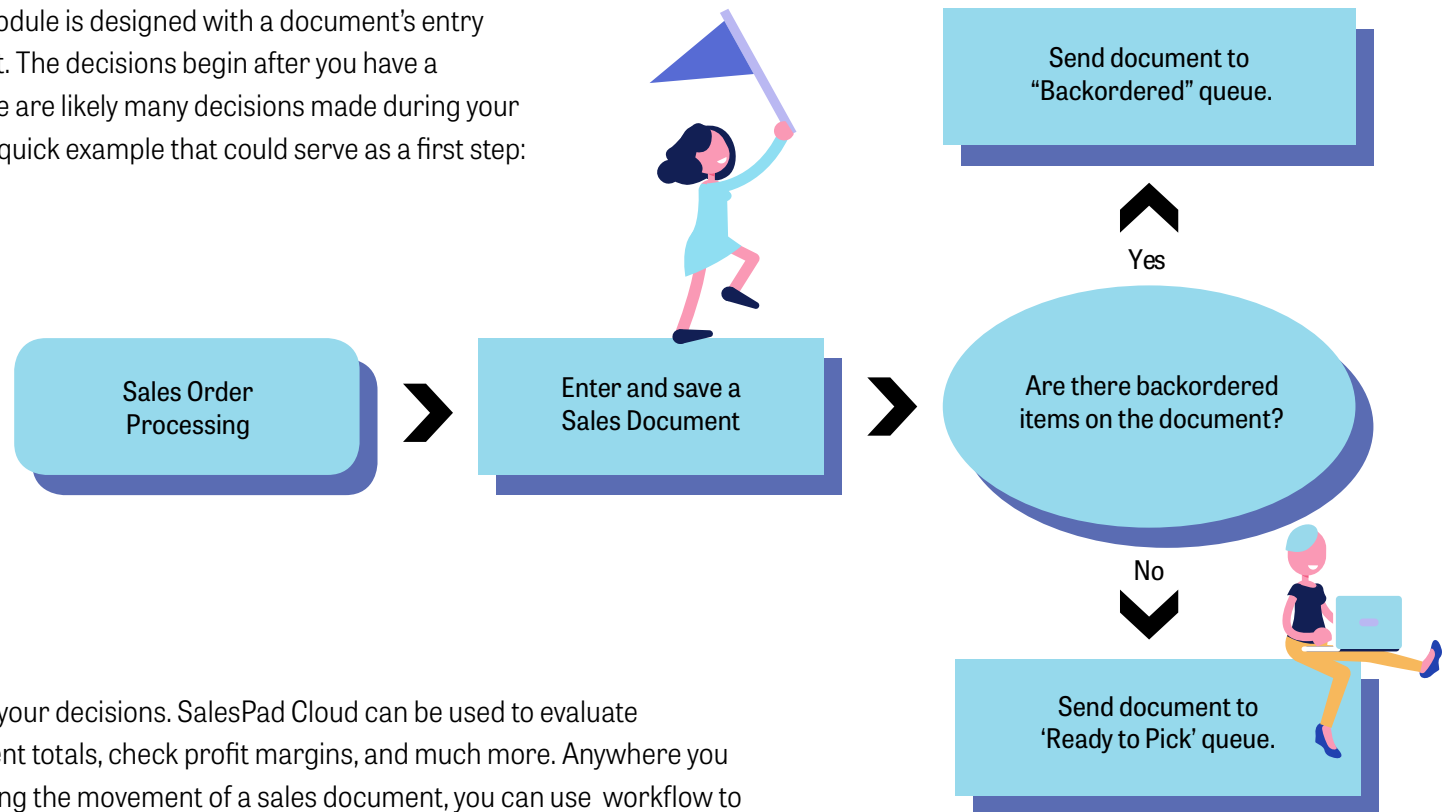 odule is designed with a document’s entry
t. The decisions begin after you have a
e are likely many decisions made during your
quick example that could serve as a first step:
Send document to
“Backordered” queue.
Yes
Sales Order
Processing
Enter and save a
Sales Document
Are there backordered
items on the document?
No
Send document to
‘Ready to Pick’ queue.
your decisions. SalesPad Cloud can be used to evaluate
ent totals, check profit margins, and much more. Anywhere you
ng the movement of a sales document, you can use workflow to